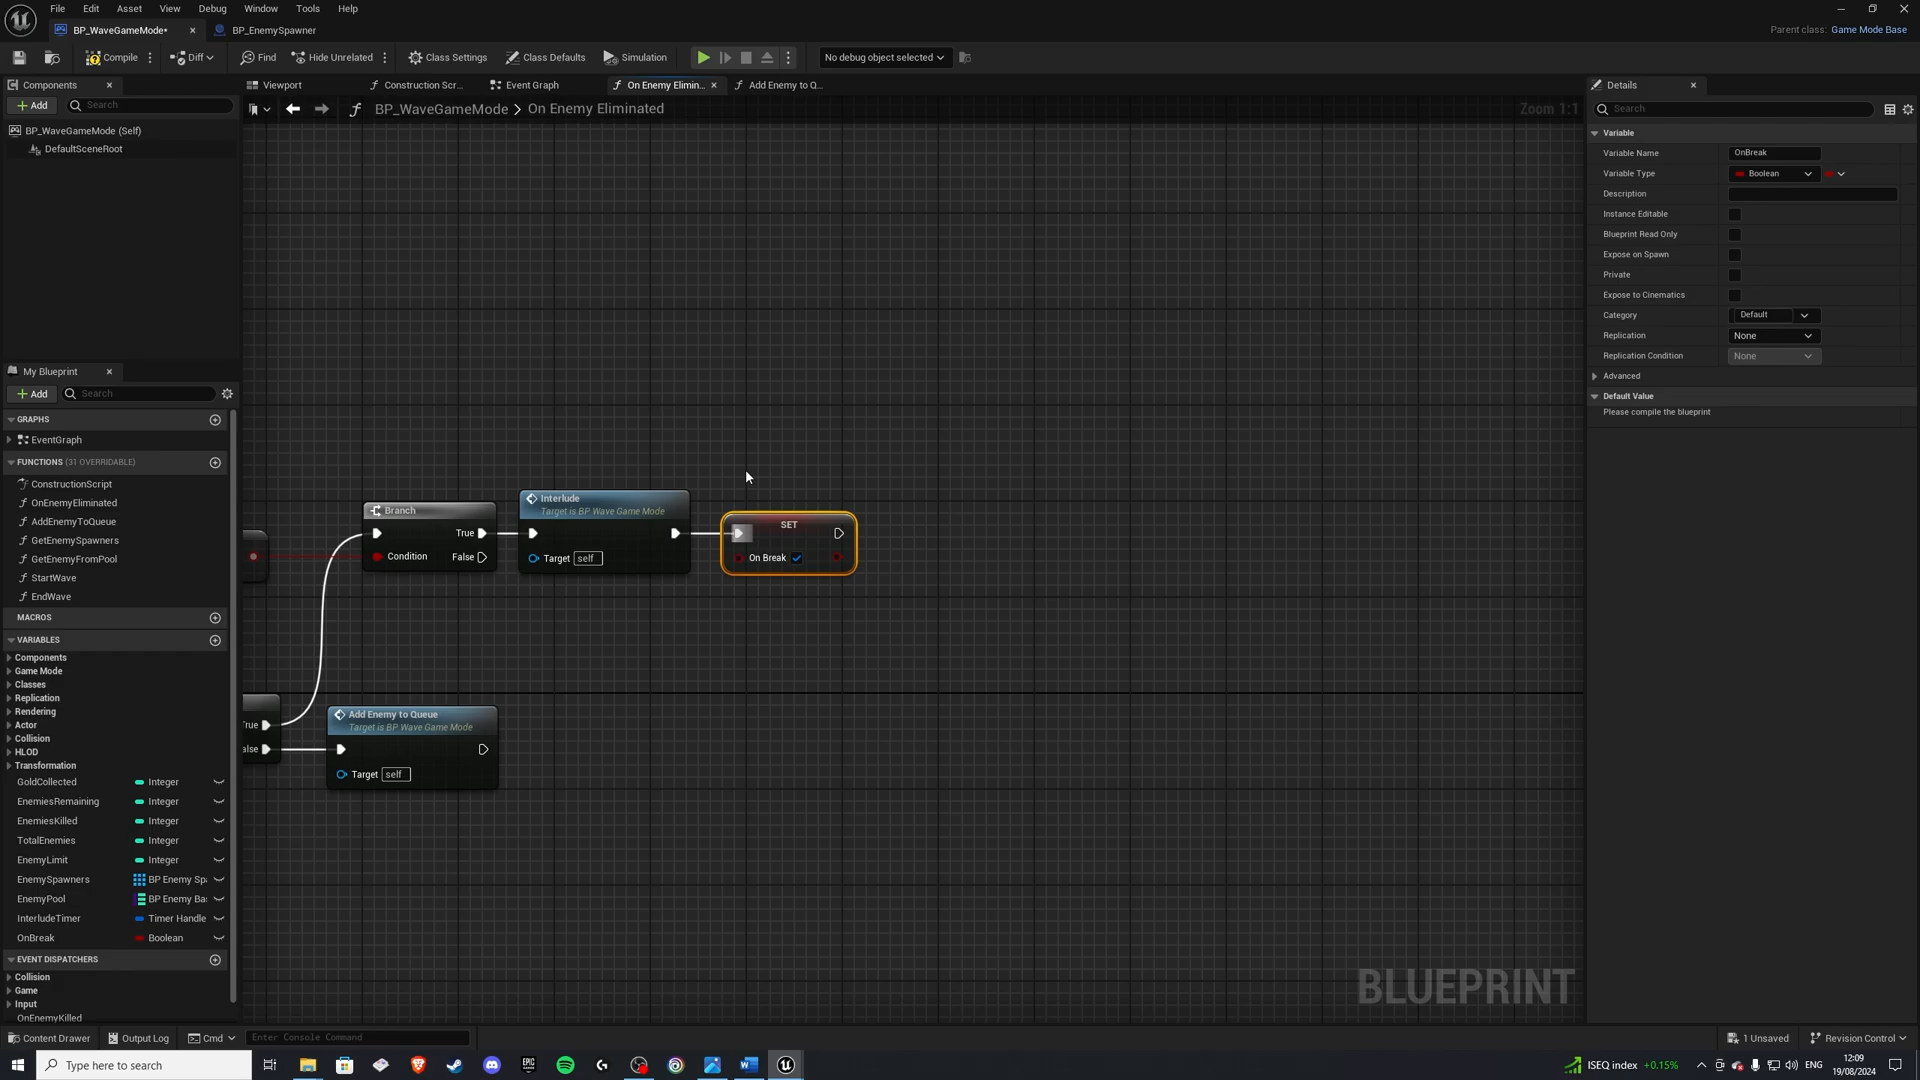 File Edit Asset View Debug Window Tools Help
BP_WaveGameMode* BP_EnemySpawner Parent class: Game Mode Base
Compile Diff Find Hide Unrelated Class Settings Class Defaults Simulation No debug object selected
Components
Add Search
BP_WaveGameMode (Self)
DefaultSceneRoot
Viewport Construction Scr... Event Graph On Enemy Elimin... Add Enemy to Q...
BP_WaveGameMode > On Enemy Eliminated Zoom 1:1
My Blueprint
Add Search
GRAPHS
EventGraph
FUNCTIONS (31 OVERRIDABLE)
ConstructionScript
OnEnemyEliminated
AddEnemyToQueue
GetEnemySpawners
GetEnemyFromPool
StartWave
EndWave
MACROS
VARIABLES
Components
Game Mode
Classes
Replication
Rendering
Actor
Collision
HLOD
Transformation
GoldCollected Integer
EnemiesRemaining Integer
EnemiesKilled Integer
TotalEnemies Integer
EnemyLimit Integer
EnemySpawners BP Enemy Sp
EnemyPool BP Enemy Ba
InterludeTimer Timer Handle
OnBreak Boolean
EVENT DISPATCHERS
Collision
Game
Input
OnEnemyKilled
Branch
True
Condition False
Interlude
Target is BP Wave Game Mode
Target self
SET
On Break
True
alse
Add Enemy to Queue
Target is BP Wave Game Mode
Target self
BLUEPRINT
Details
Search
Variable
Variable Name OnBreak
Variable Type Boolean
Description
Instance Editable
Blueprint Read Only
Expose on Spawn
Private
Expose to Cinematics
Category Default
Replication None
Replication Condition None
Advanced
Default Value
Please compile the blueprint
Content Drawer Output Log Cmd Enter Console Command 1 Unsaved Revision Control
Type here to search ISEQ index +0.15% ENG 12:09
19/08/2024